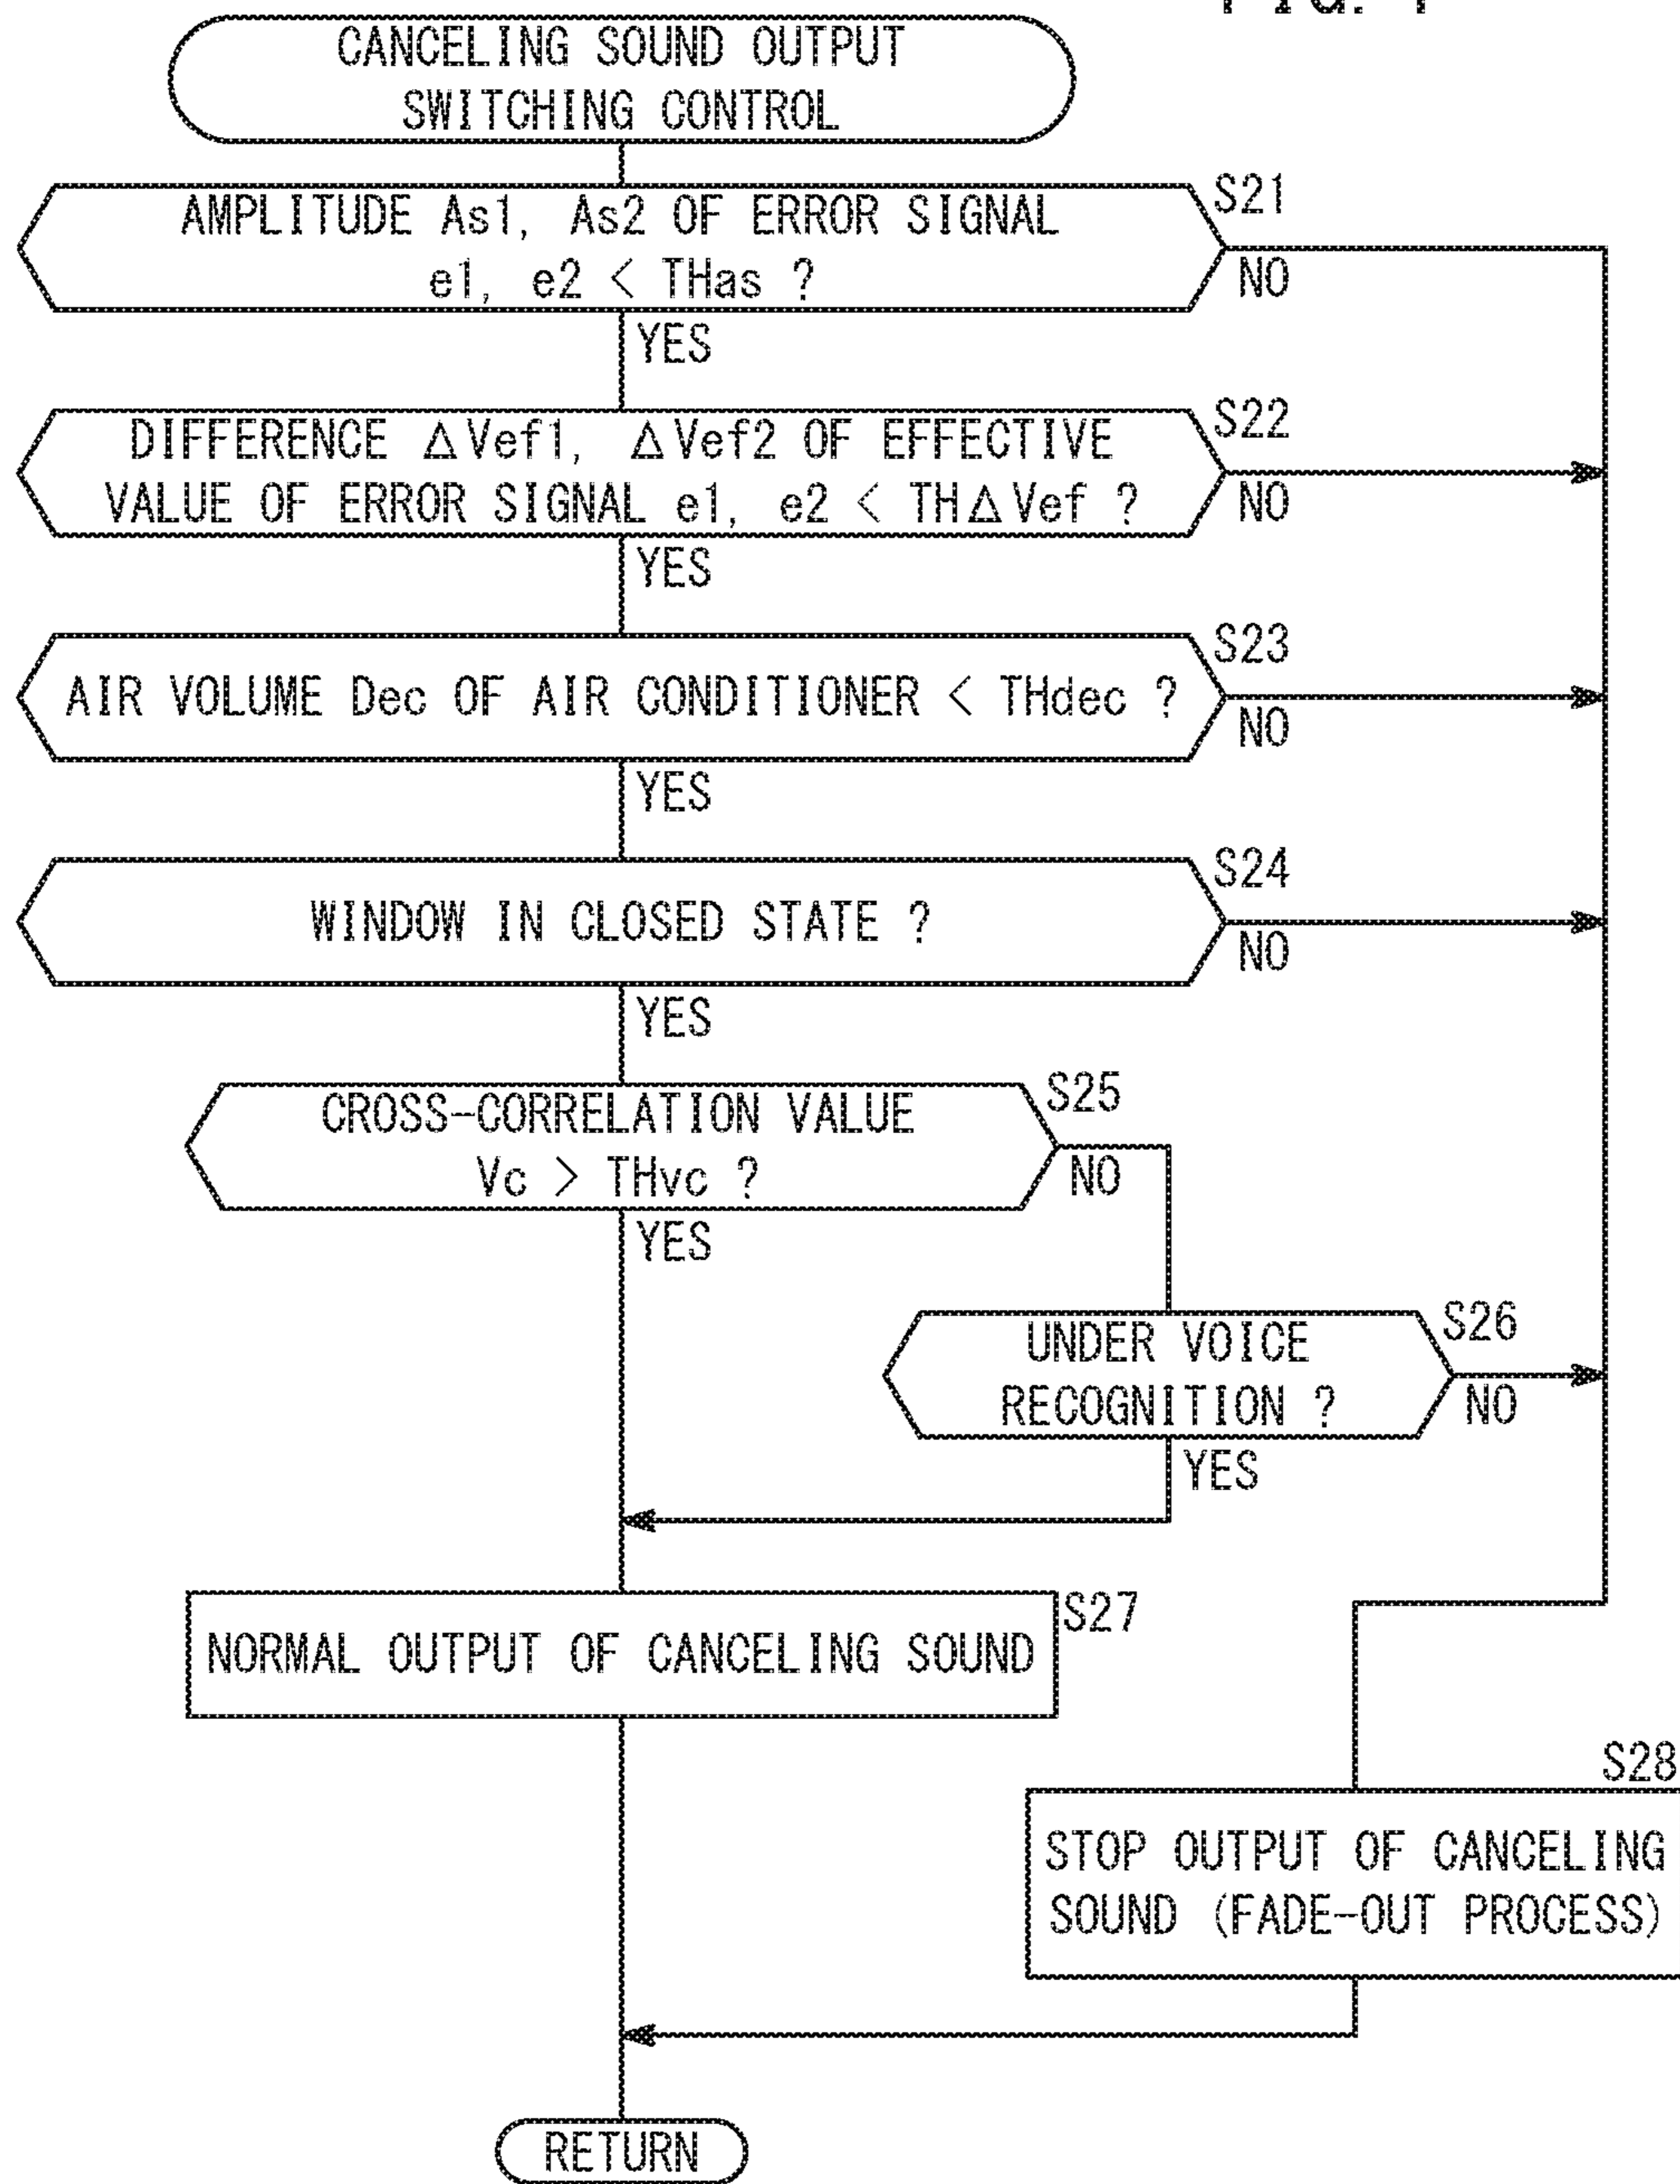 CANCELING SOUND OUTPUT
SWITCHING CONTROL
AMPLITUDE As1, As2 OF ERROR SIGNAL
e1, e2 < THas ?
S21
NO
YES
DIFFERENCE ΔVef1, ΔVef2 OF EFFECTIVE
VALUE OF ERROR SIGNAL e1, e2 < THΔVef ?
S22
NO
YES
AIR VOLUME Dec OF AIR CONDITIONER < THdec ?
S23
NO
YES
WINDOW IN CLOSED STATE ?
S24
NO
YES
CROSS-CORRELATION VALUE
Vc > THvc ?
S25
NO
YES
UNDER VOICE
RECOGNITION ?
S26
NO
YES
NORMAL OUTPUT OF CANCELING SOUND
S27
S28
STOP OUTPUT OF CANCELING
SOUND (FADE-OUT PROCESS)
RETURN